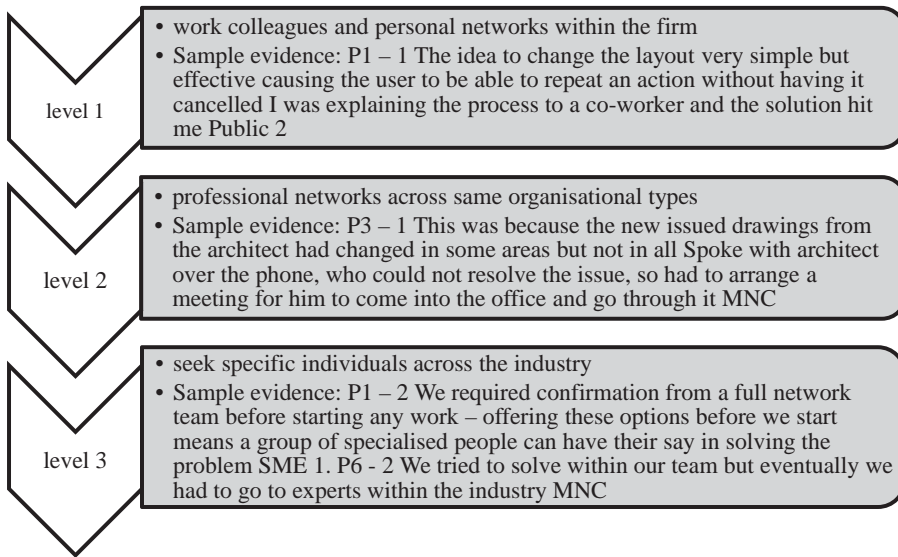 level 1
• work colleagues and personal networks within the firm
• Sample evidence: P1 – 1 The idea to change the layout very simple but
effective causing the user to be able to repeat an action without having it
cancelled I was explaining the process to a co-worker and the solution hit
me Public 2
level 2
• professional networks across same organisational types
• Sample evidence: P3 – 1 This was because the new issued drawings from
the architect had changed in some areas but not in all Spoke with architect
over the phone, who could not resolve the issue, so had to arrange a
meeting for him to come into the office and go through it MNC
level 3
• seek specific individuals across the industry
• Sample evidence: P1 – 2 We required confirmation from a full network
team before starting any work – offering these options before we start
means a group of specialised people can have their say in solving the
problem SME 1. P6 - 2 We tried to solve within our team but eventually we
had to go to experts within the industry MNC